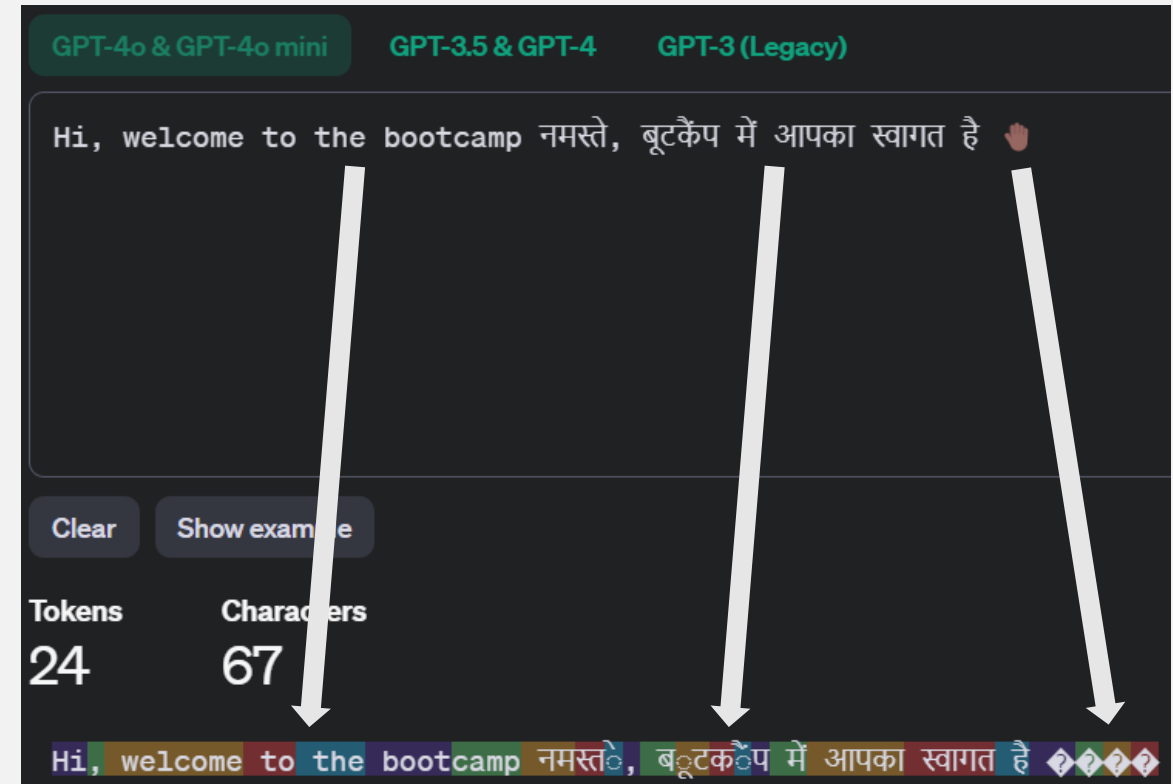 GPT-4o & GPT-4o mini GPT-3.5 & GPT-4 GPT-3 (Legacy)
Hi, welcome to the bootcamp नमस्ते, बूटकैंप में आपका स्वागत है 🤚🏽
Clear Show example
Tokens Characters
24 67
Hi, welcome to the bootcamp नमस्ते, बूटकैंप में आपका स्वागत है ����